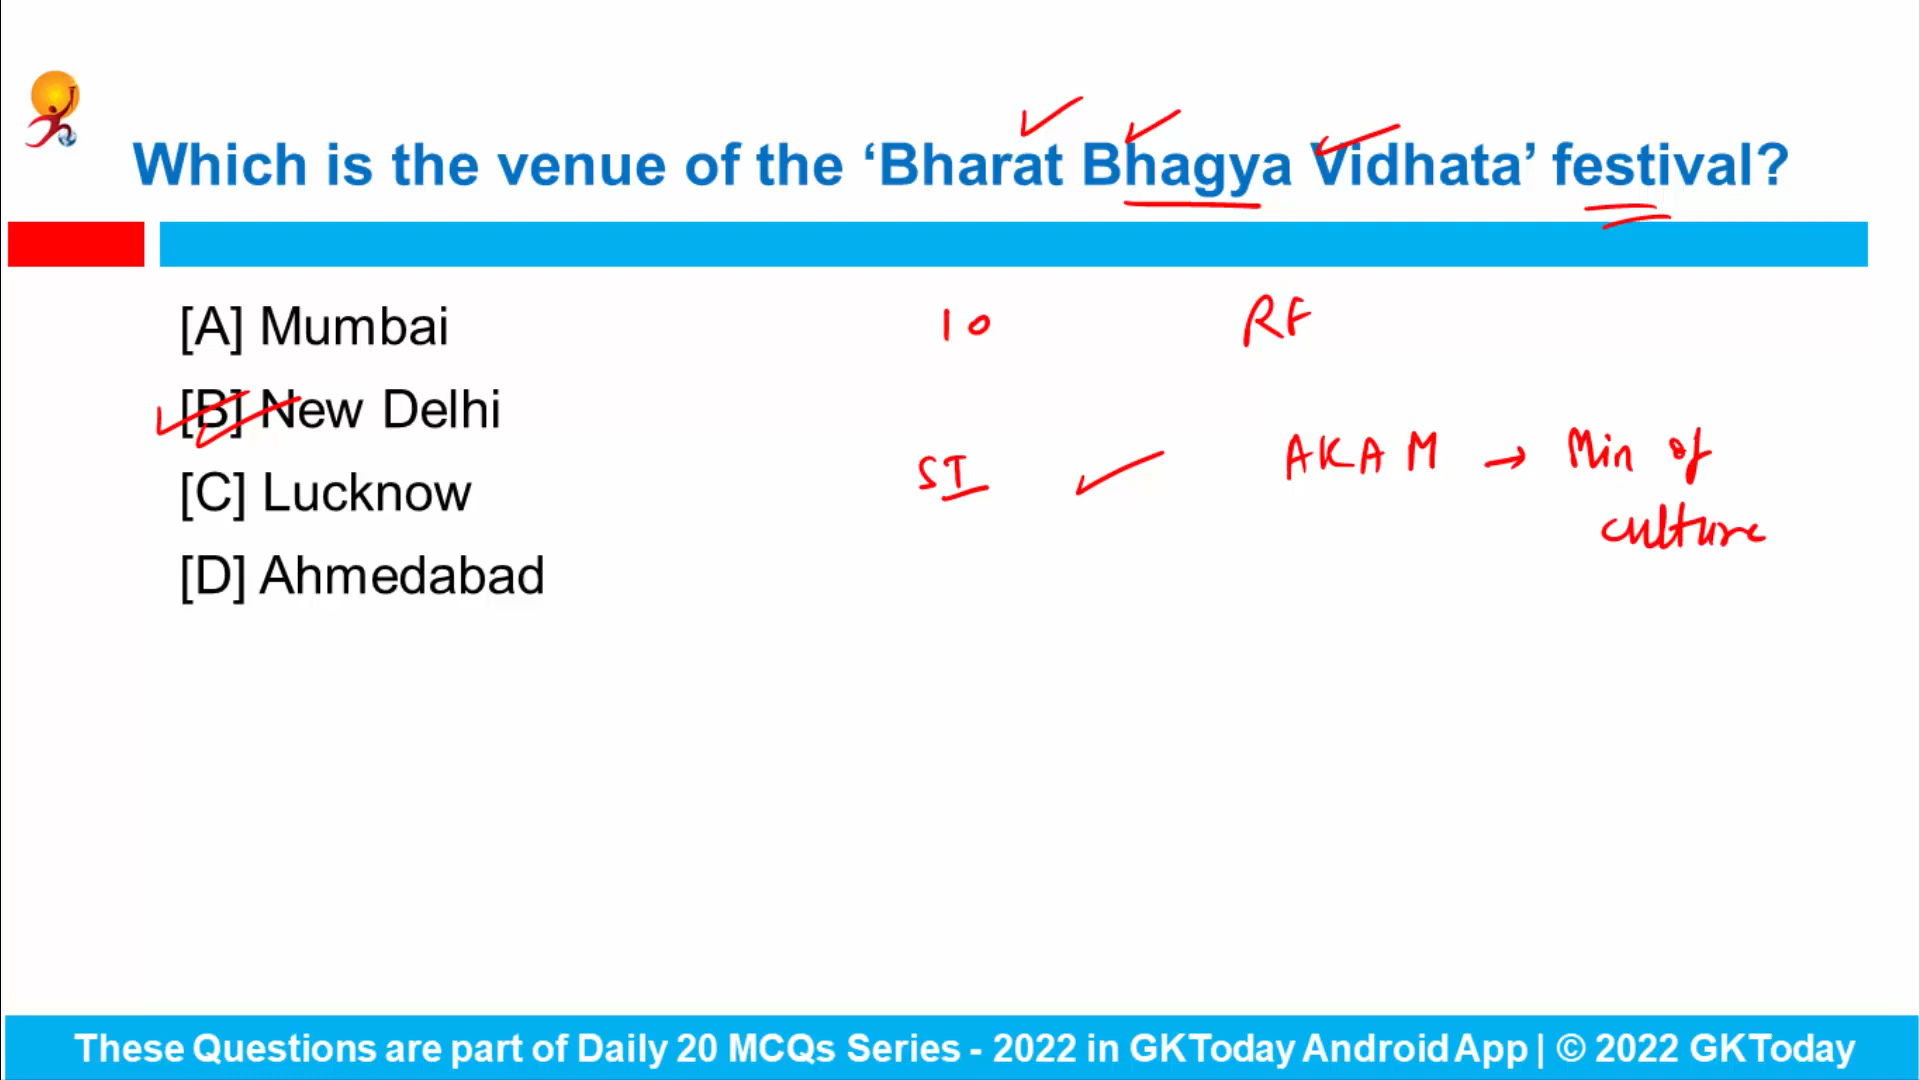 Which is the venue of the ‘Bharat Bhagya Vidhata’ festival?
[A] Mumbai
10
RF
[B] New Delhi
[C] Lucknow
ST
AKAM → Min of
culture
[D] Ahmedabad
These Questions are part of Daily 20 MCQs Series - 2022 in GKToday Android App | © 2022 GKToday